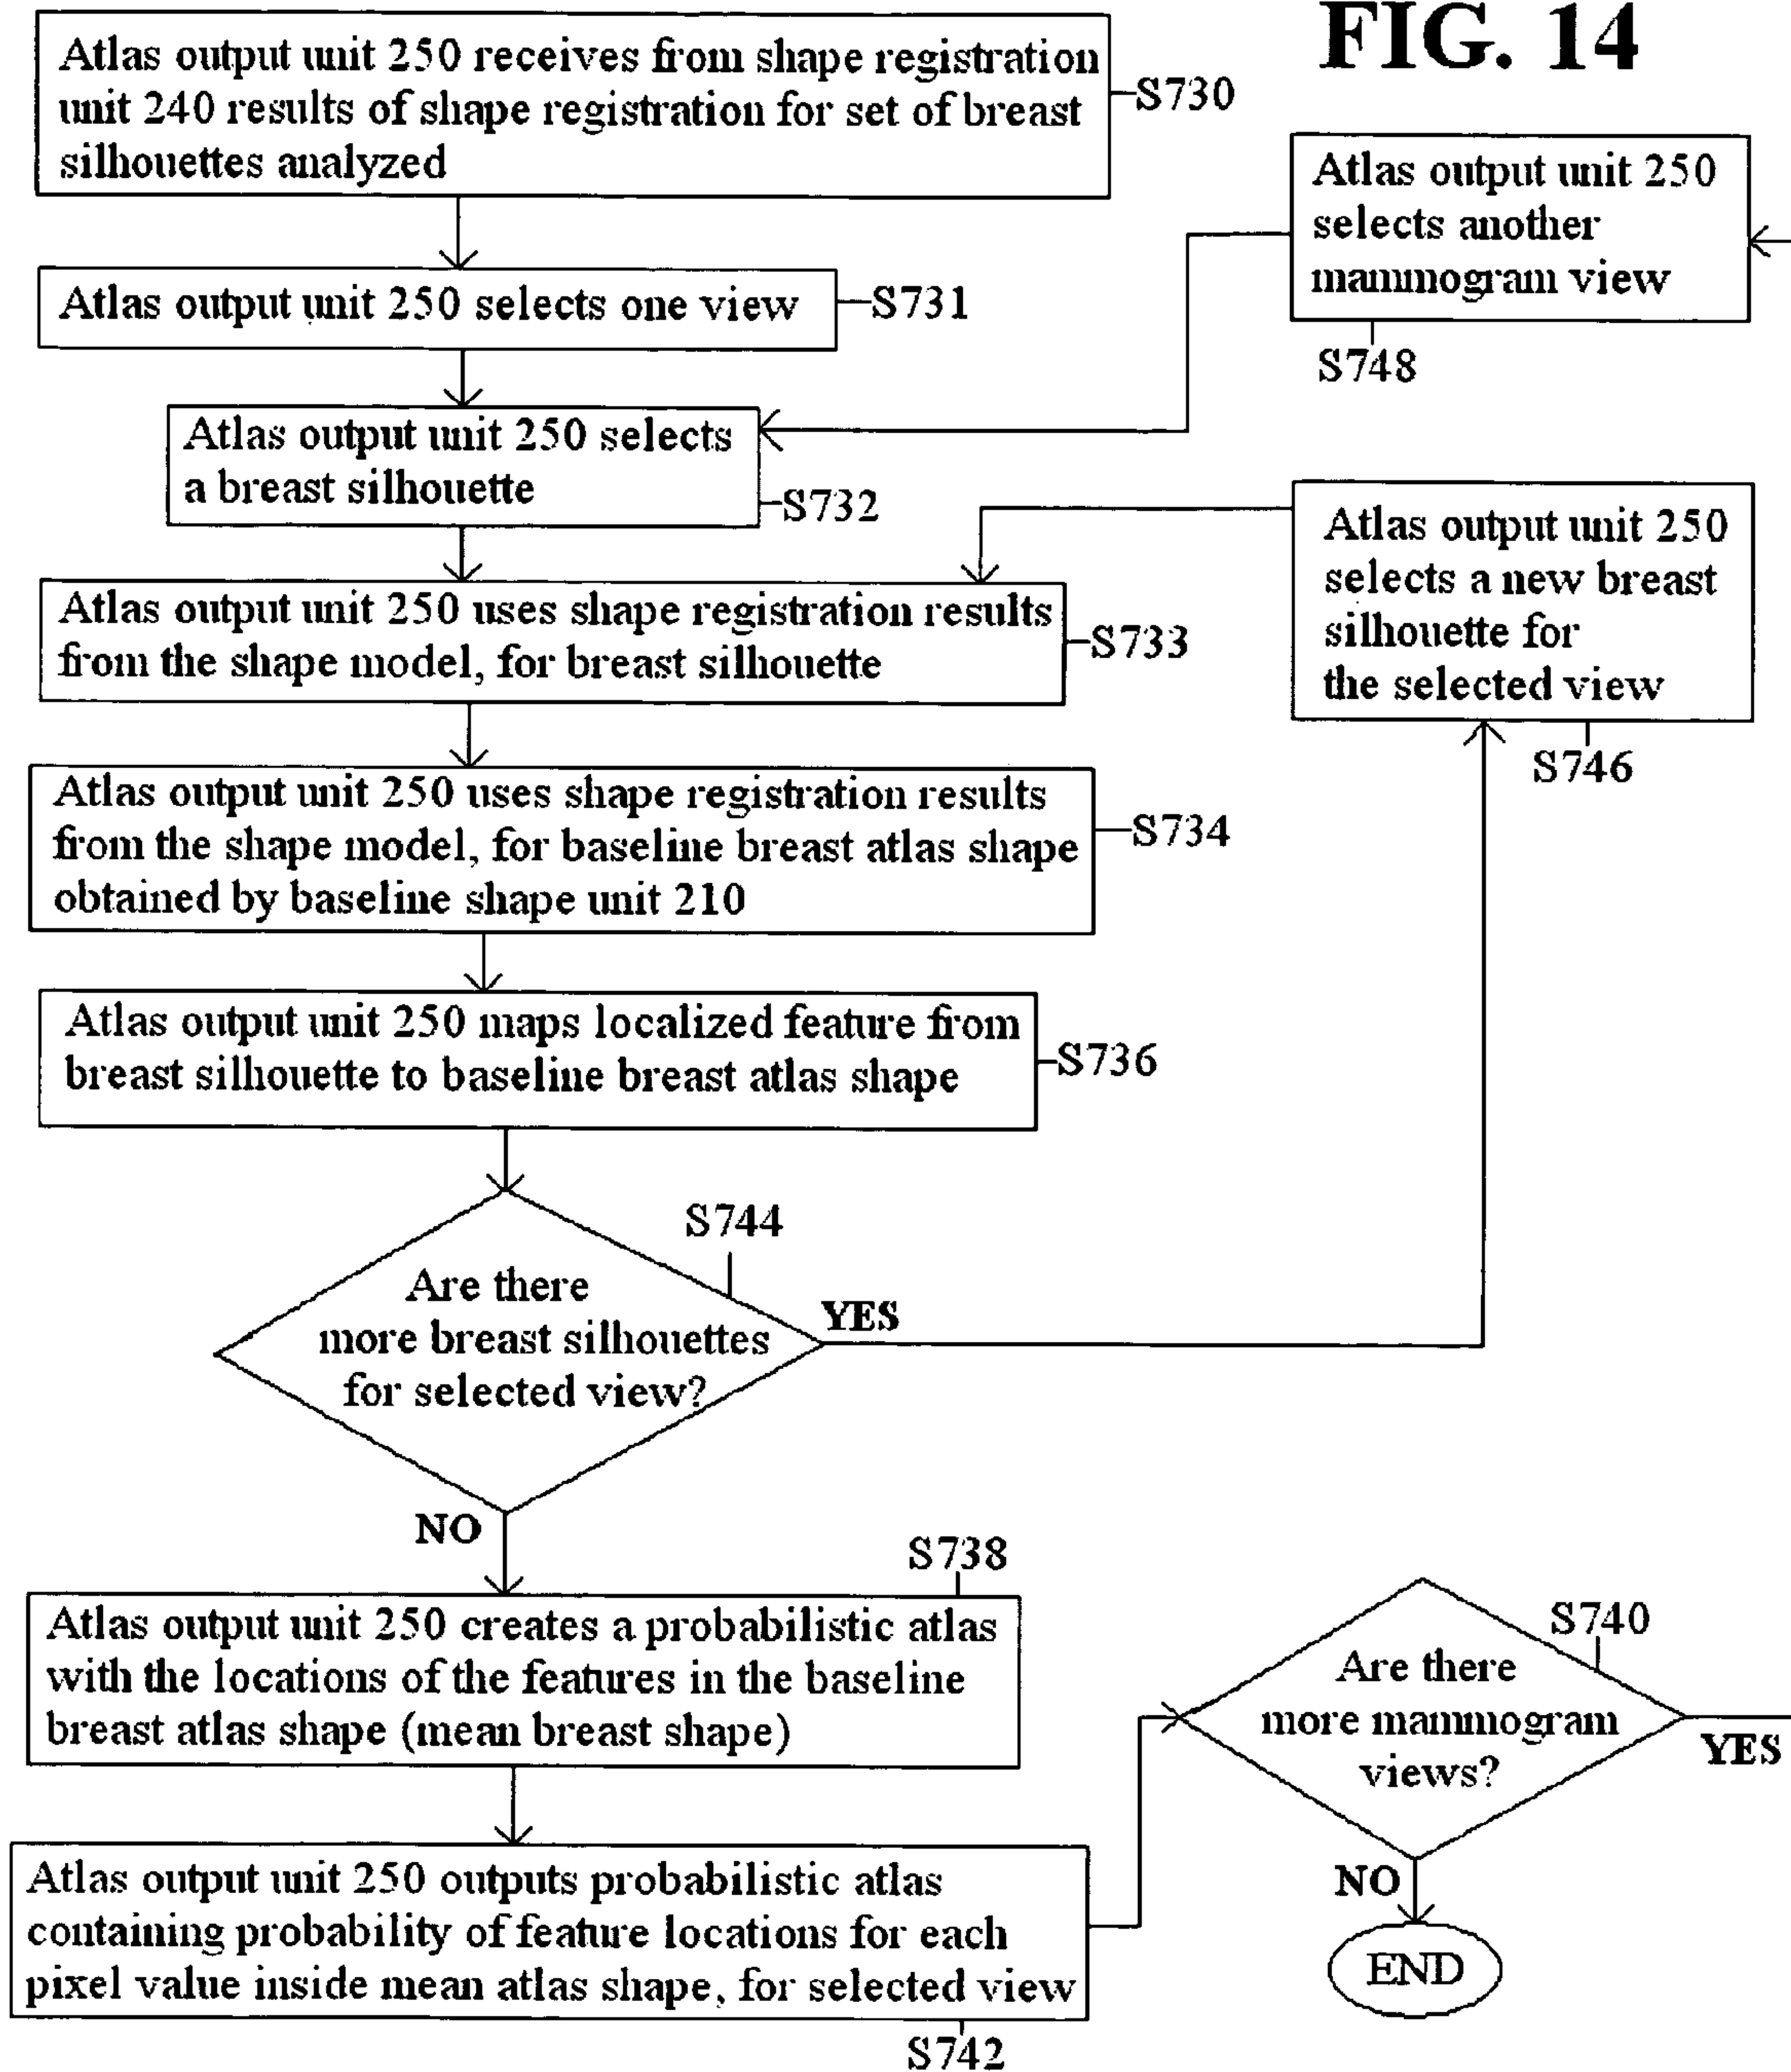 FIG. 14
Atlas output unit 250 receives from shape registration
unit 240 results of shape registration for set of breast
silhouettes analyzed
S730
Atlas output unit 250 selects one view
S731
Atlas output unit 250
selects another
mammogram view
S748
Atlas output unit 250 selects
a breast silhouette
S732
Atlas output unit 250
selects a new breast
silhouette for
the selected view
S746
Atlas output unit 250 uses shape registration results
from the shape model, for breast silhouette
S733
Atlas output unit 250 uses shape registration results
from the shape model, for baseline breast atlas shape
obtained by baseline shape unit 210
S734
Atlas output unit 250 maps localized feature from
breast silhouette to baseline breast atlas shape
S736
S744
Are there
more breast silhouettes
for selected view?
YES
NO
S738
Atlas output unit 250 creates a probabilistic atlas
with the locations of the features in the baseline
breast atlas shape (mean breast shape)
Atlas output unit 250 outputs probabilistic atlas
containing probability of feature locations for each
pixel value inside mean atlas shape, for selected view
S742
S740
Are there
more mammogram
views?
YES
NO
END